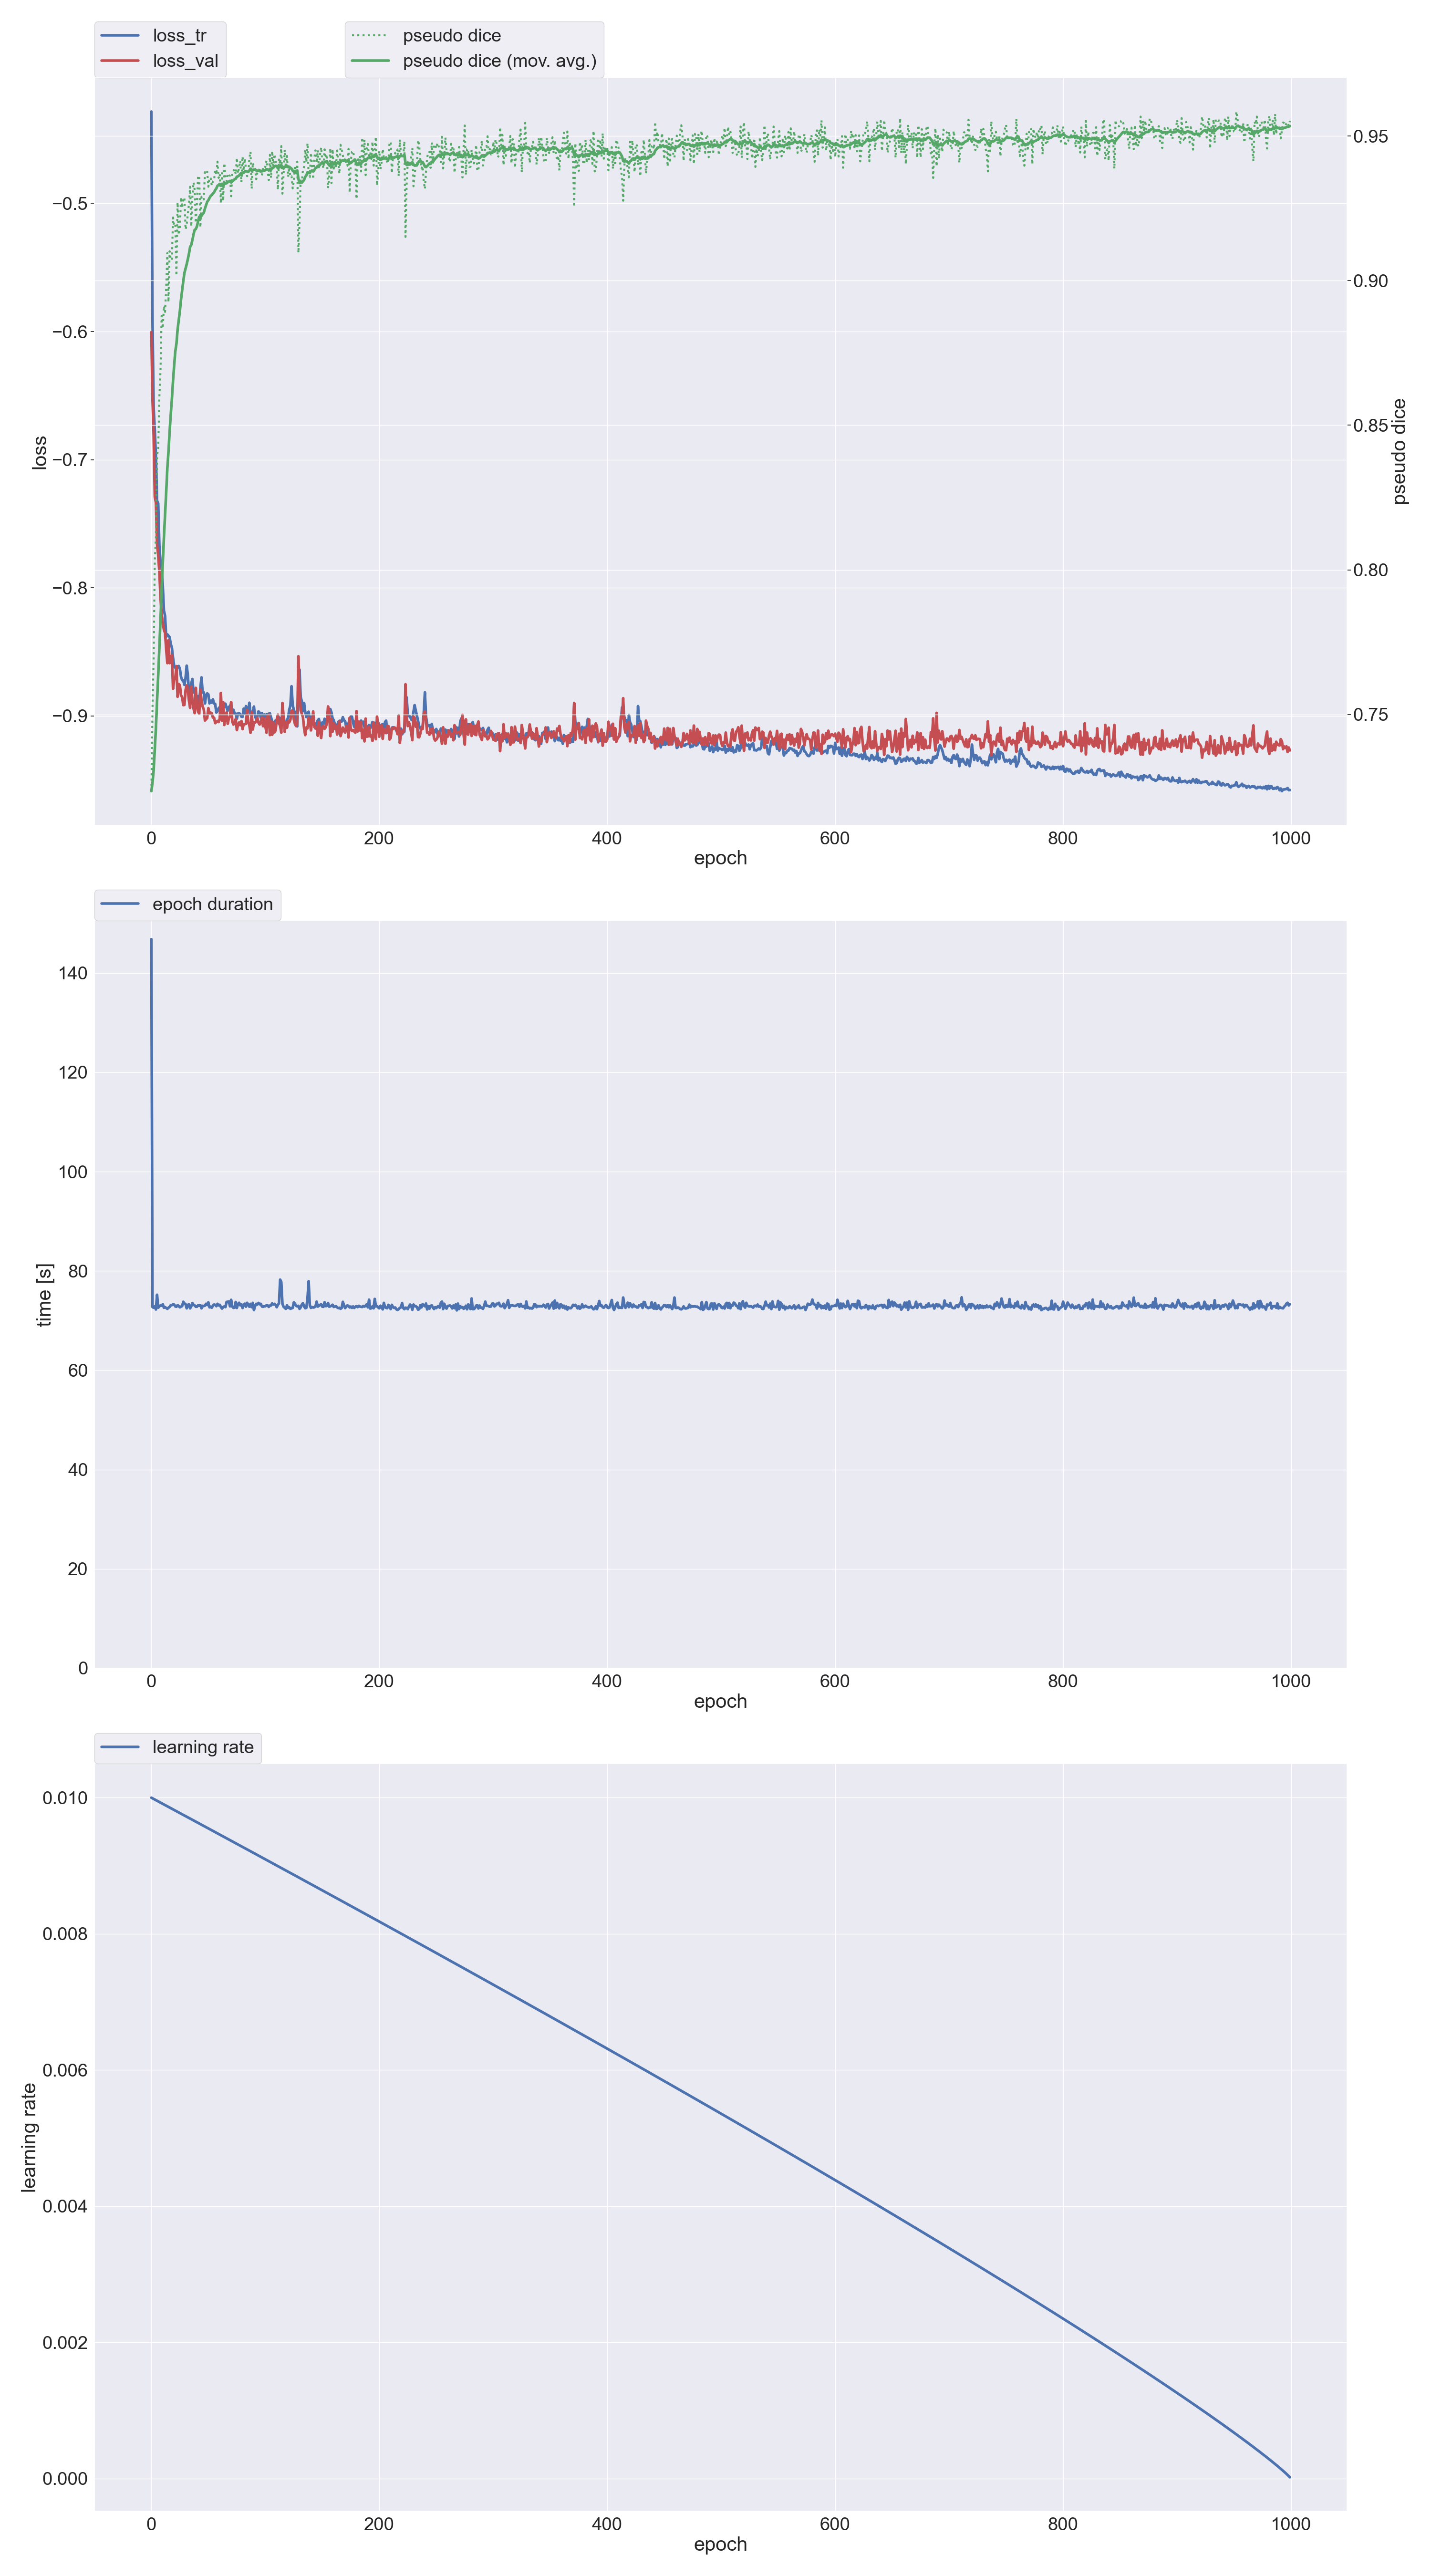 loss_tr
loss_val
pseudo dice
pseudo dice (mov. avg.)
−0.5
−0.6
−0.7
−0.8
−0.9
loss
0.95
0.90
0.85
0.80
0.75
pseudo dice
0 200 400 600 800 1000
epoch
epoch duration
140
120
100
80
60
40
20
0
time [s]
0 200 400 600 800 1000
epoch
learning rate
0.010
0.008
0.006
0.004
0.002
0.000
learning rate
0 200 400 600 800 1000
epoch